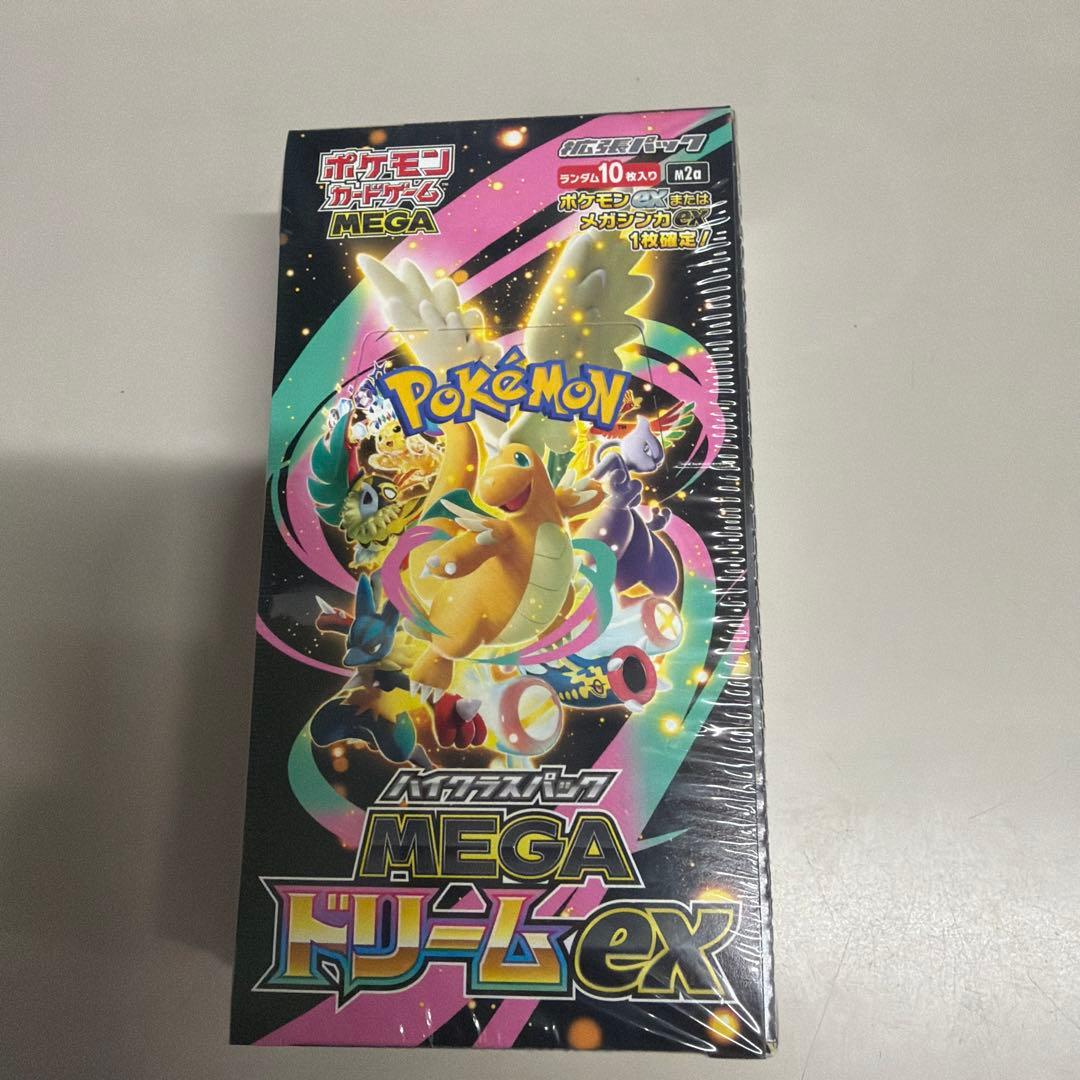 ポケモン
カードゲーム
MEGA
拡張パック
ランダム10枚入り
M2a
ポケモンexまたは
メガシンカex
1枚確定!
POKÉMON
TM
ハイクラスパック
MEGA
ドリームex